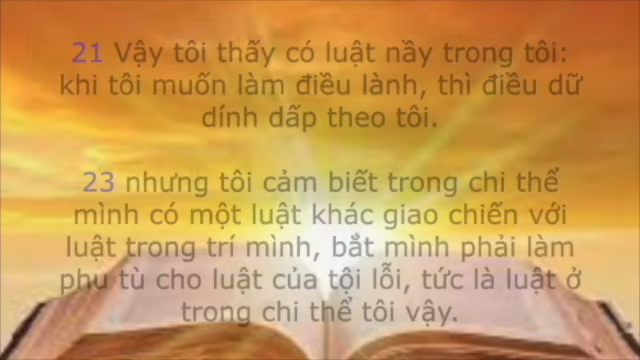 21 Vậy tôi thấy có luật nầy trong tôi:
khi tôi muốn làm điều lành, thì điều dữ
dính dấp theo tôi.
23 nhưng tôi cảm biết trong chi thể
mình có một luật khác giao chiến với
luật trong trí mình, bắt mình phải làm
phu tù cho luật của tội lỗi, tức là luật ở
trong chi thể tôi vậy.